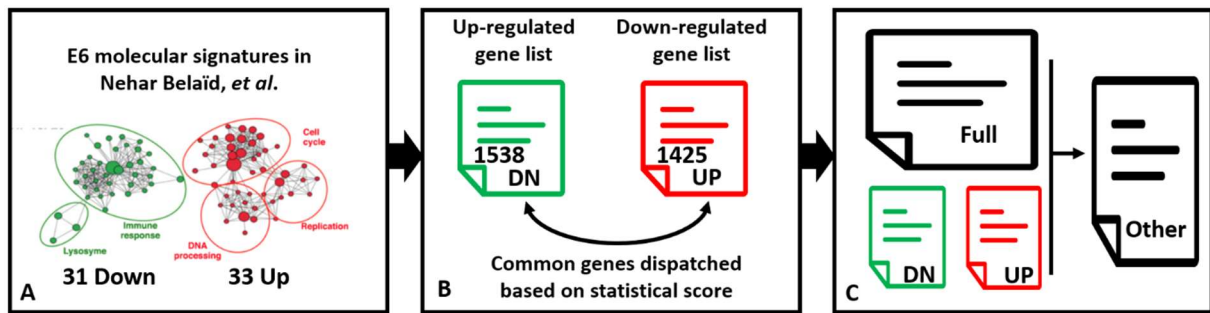 E6 molecular signatures in
Nehar Belaïd, et al.
Cell
cycle
Immune
response
Replication
Lysosyme
DNA
processing
31 Down
33 Up
A
Up-regulated
gene list
Down-regulated
gene list
1538
DN
1425
UP
Common genes dispatched
based on statistical score
B
Full
DN
UP
Other
C